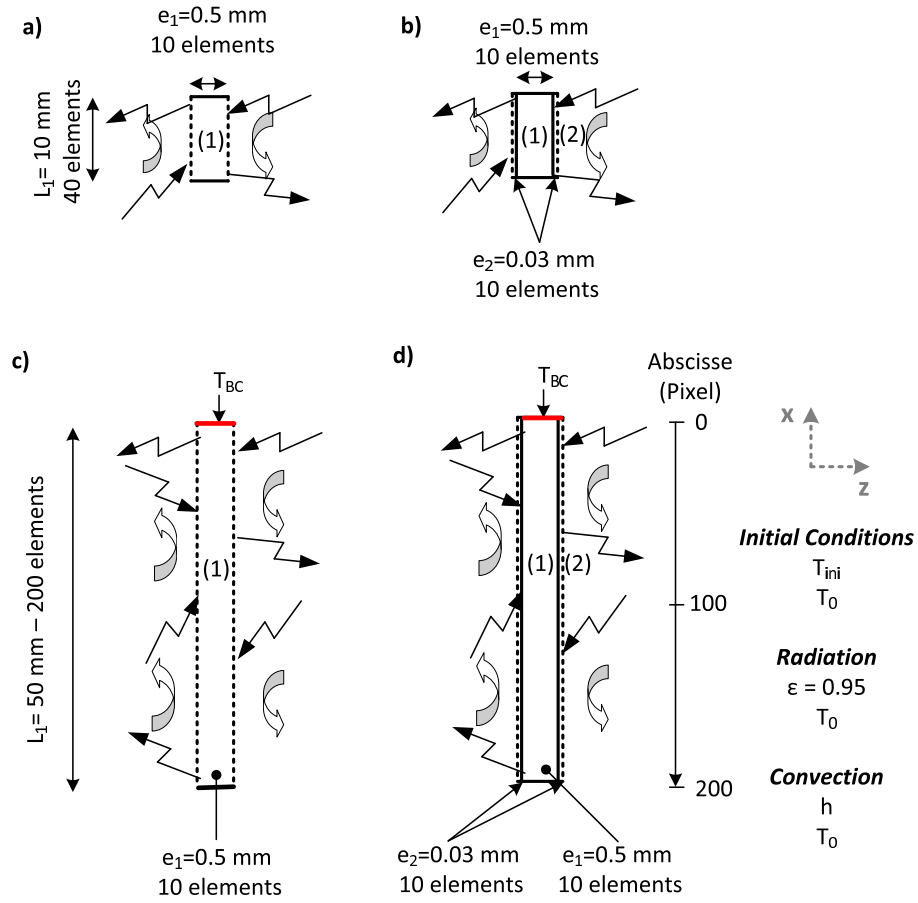 a)
e₁=0.5 mm
10 elements
L₁= 10 mm
40 elements
(1)
b)
e₁=0.5 mm
10 elements
(1)
(2)
e₂=0.03 mm
10 elements
c)
T_BC
L₁= 50 mm – 200 elements
(1)
e₁=0.5 mm
10 elements
d)
T_BC
(1)
(2)
e₂=0.03 mm
10 elements
e₁=0.5 mm
10 elements
Abscisse
(Pixel)
0
100
200
x
z
Initial Conditions
T_ini
T₀
Radiation
ε = 0.95
T₀
Convection
h
T₀